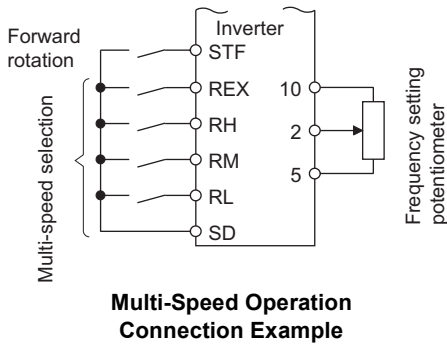 Inverter
Forward
rotation
STF
REX
RH
RM
RL
SD
Multi-speed selection
10
2
5
Frequency setting
potentiometer
Multi-Speed Operation
Connection Example